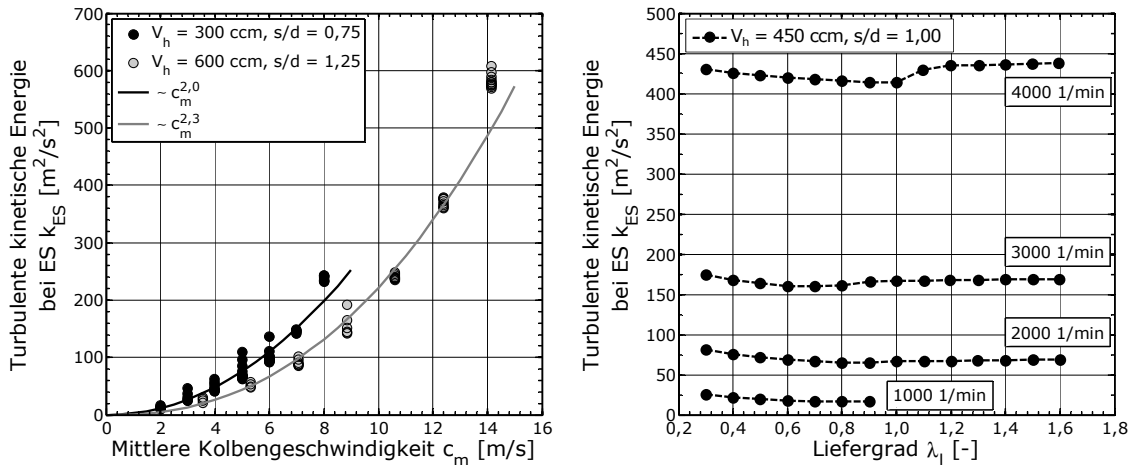 Turbulente kinetische Energie
bei ES k_ES [m²/s²]
700
600
500
400
300
200
100
0
V_h = 300 ccm, s/d = 0,75
V_h = 600 ccm, s/d = 1,25
~ c_m^2,0
~ c_m^2,3
0 2 4 6 8 10 12 14 16
Mittlere Kolbengeschwindigkeit c_m [m/s]
Turbulente kinetische Energie
bei ES k_ES [m²/s²]
500
450
400
350
300
250
200
150
100
50
0
V_h = 450 ccm, s/d = 1,00
4000 1/min
3000 1/min
2000 1/min
1000 1/min
0,2 0,4 0,6 0,8 1,0 1,2 1,4 1,6 1,8
Liefergrad λ_l [-]